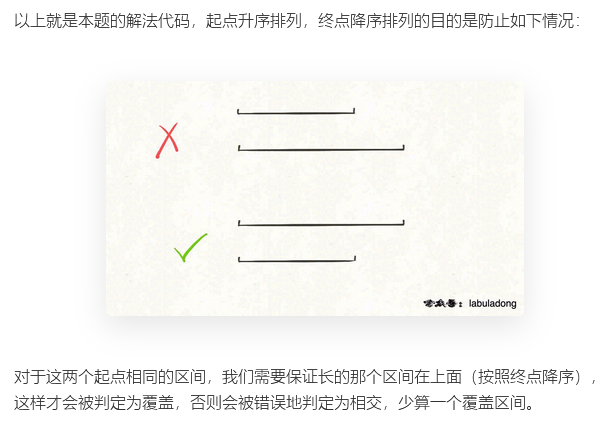 以上就是本题的解法代码，起点升序排列，终点降序排列的目的是防止如下情况：
labuladong
对于这两个起点相同的区间，我们需要保证长的那个区间在上面（按照终点降序），
这样才会被判定为覆盖，否则会被错误地判定为相交，少算一个覆盖区间。